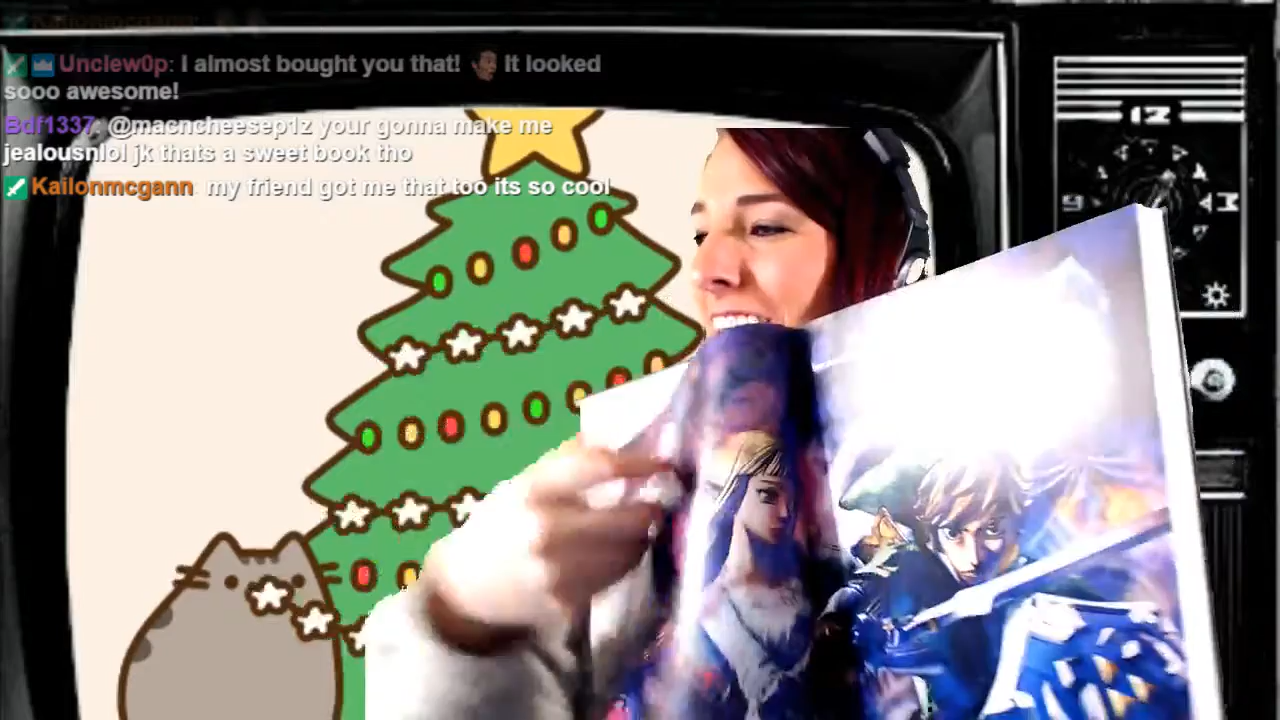 Kailonmcgann:
Unclew0p: I almost bought you that! It looked
sooo awesome!
Bdf1337: @macncheesep1z your gonna make me
jealousnlol jk thats a sweet book tho
Kailonmcgann: my friend got me that too its so cool